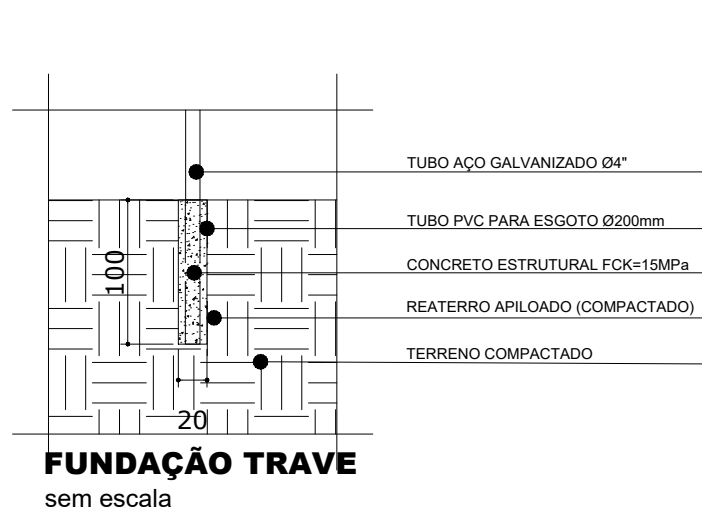 TUBO AÇO GALVANIZADO Ø4"
TUBO PVC PARA ESGOTO Ø200mm
CONCRETO ESTRUTURAL FCK=15MPa
REATERRO APILOADO (COMPACTADO)
TERRENO COMPACTADO
100
20
FUNDAÇÃO TRAVE
sem escala